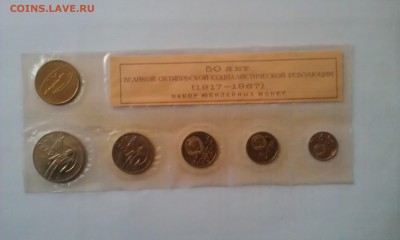 COINS.LAVE.RU
50 ЛЕТ
ВЕЛИКОЙ ОКТЯБРЬСКОЙ СОЦИАЛИСТИЧЕСКОЙ РЕВОЛЮЦИИ
(1917-1967)
НАБОР ЮБИЛЕЙНЫХ МОНЕТ